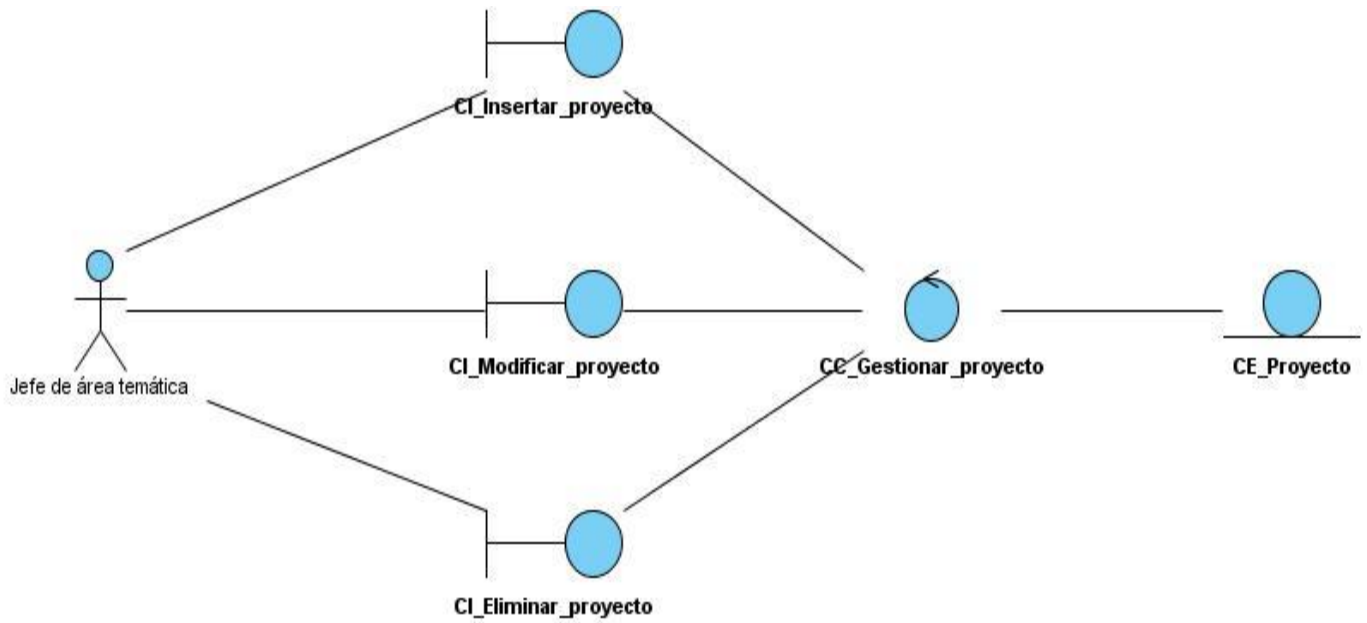 CI_Insertar_proyecto
Jefe de área temática
CI_Modificar_proyecto
CC_Gestionar_proyecto
CE_Proyecto
CI_Eliminar_proyecto